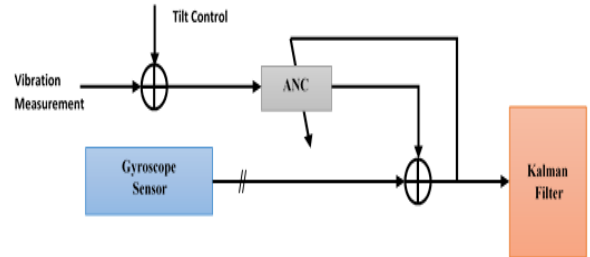 Tilt Control
Vibration
Measurement
ANC
Gyroscope
Sensor
Kalman
Filter